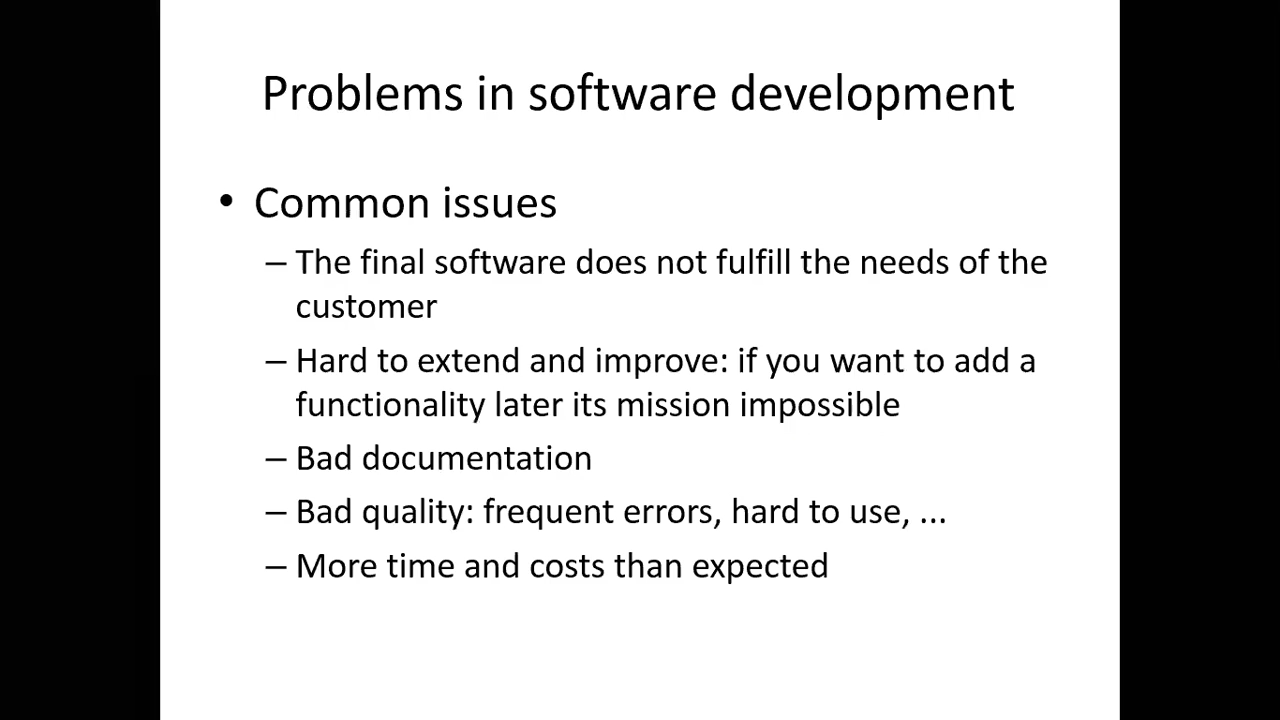 Problems in software development
• Common issues
– The final software does not fulfill the needs of the
customer
– Hard to extend and improve: if you want to add a
functionality later its mission impossible
– Bad documentation
– Bad quality: frequent errors, hard to use, ...
– More time and costs than expected